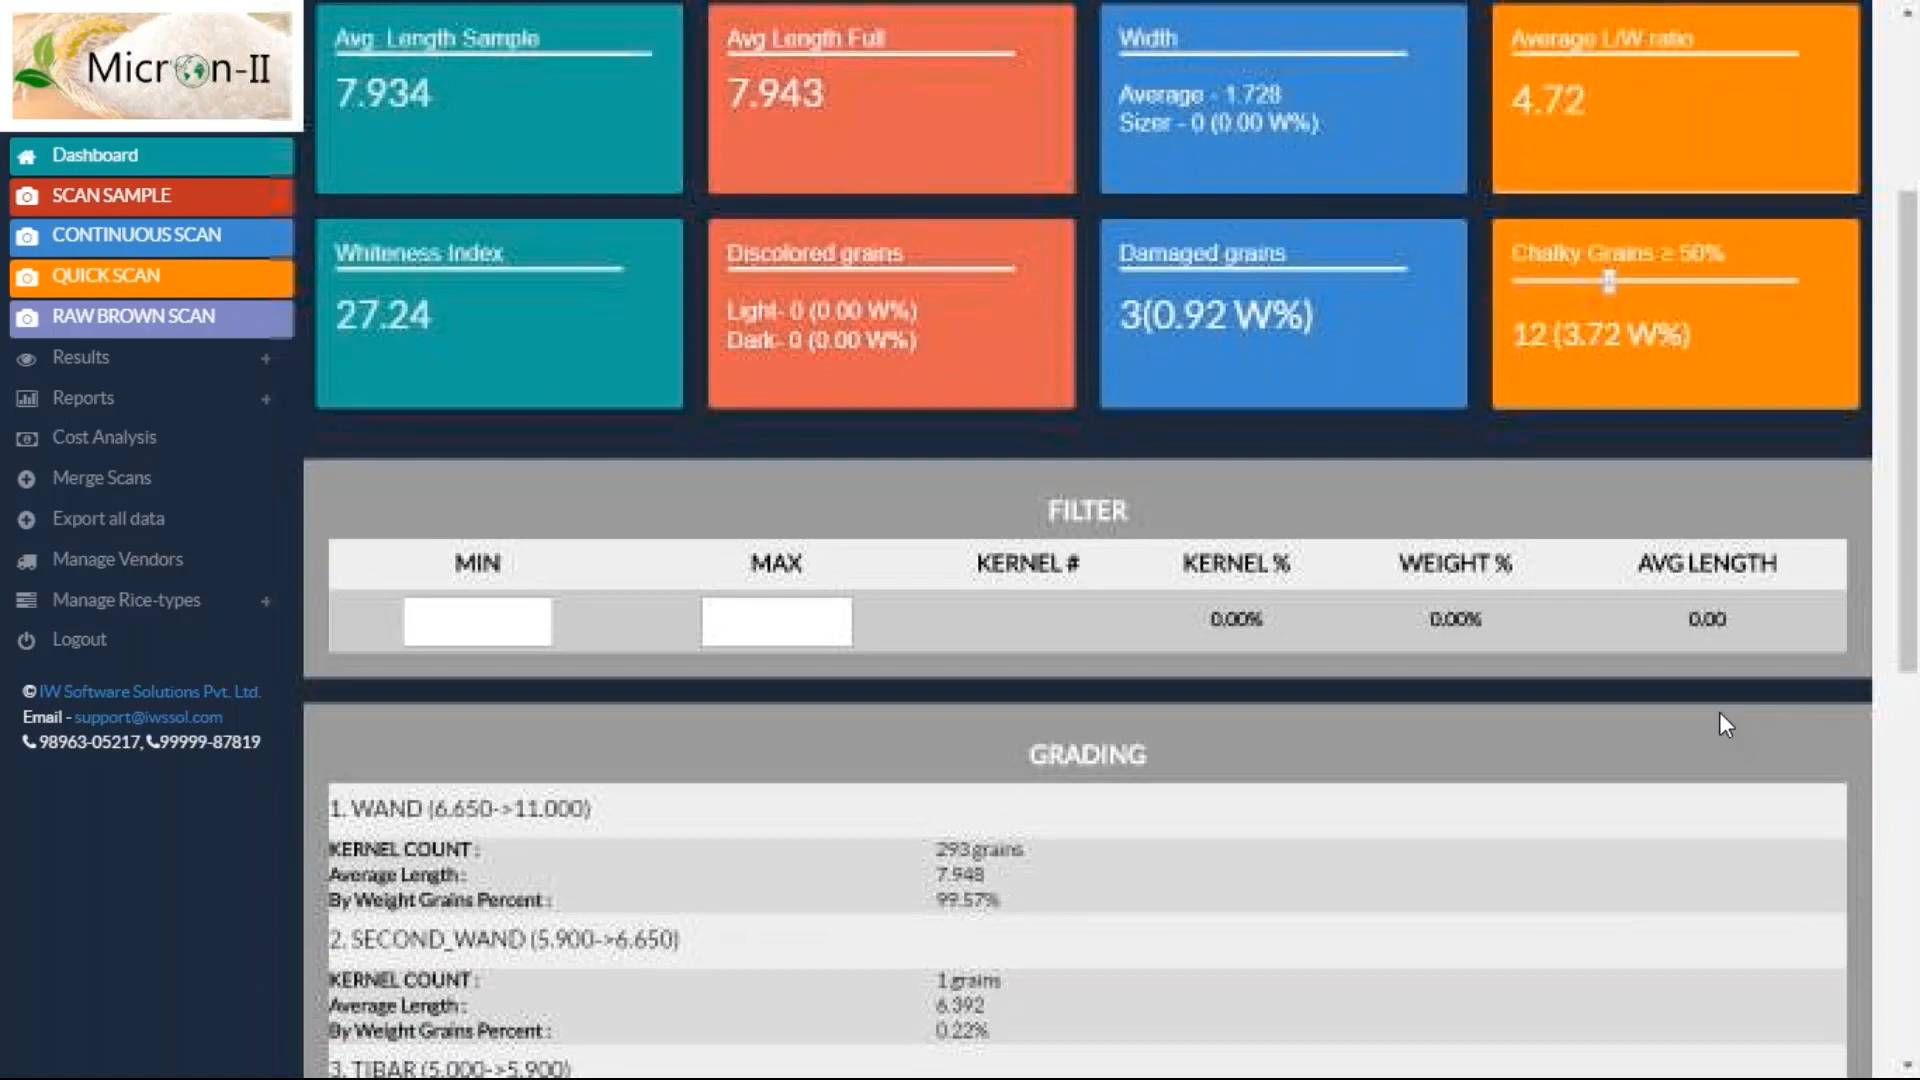 Micron-II
Dashboard
SCAN SAMPLE
CONTINUOUS SCAN
QUICK SCAN
RAW BROWN SCAN
Results +
Reports +
Cost Analysis
Merge Scans
Export all data
Manage Vendors
Manage Rice-types +
Logout
© IW Software Solutions Pvt. Ltd.
Email - support@iwssol.com
98963-05217, 99999-87819
Avg. Length Sample
7.934
Avg Length Full
7.943
Width
Average - 1.728
Sizer - 0 (0.00 W%)
Average L/W ratio
4.72
Whiteness Index
27.24
Discolored grains
Light- 0 (0.00 W%)
Dark- 0 (0.00 W%)
Damaged grains
3(0.92 W%)
Chalky Grains ≥ 50%
12 (3.72 W%)
FILTER
MIN MAX KERNEL # KERNEL % WEIGHT % AVG LENGTH
0.00% 0.00% 0.00
GRADING
1. WAND (6.650->11.000)
KERNEL COUNT : 293 grains
Average Length : 7.948
By Weight Grains Percent : 99.57%
2. SECOND_WAND (5.900->6.650)
KERNEL COUNT : 1 grains
Average Length : 6.392
By Weight Grains Percent : 0.22%
3. TIBAR (5.000->5.900)